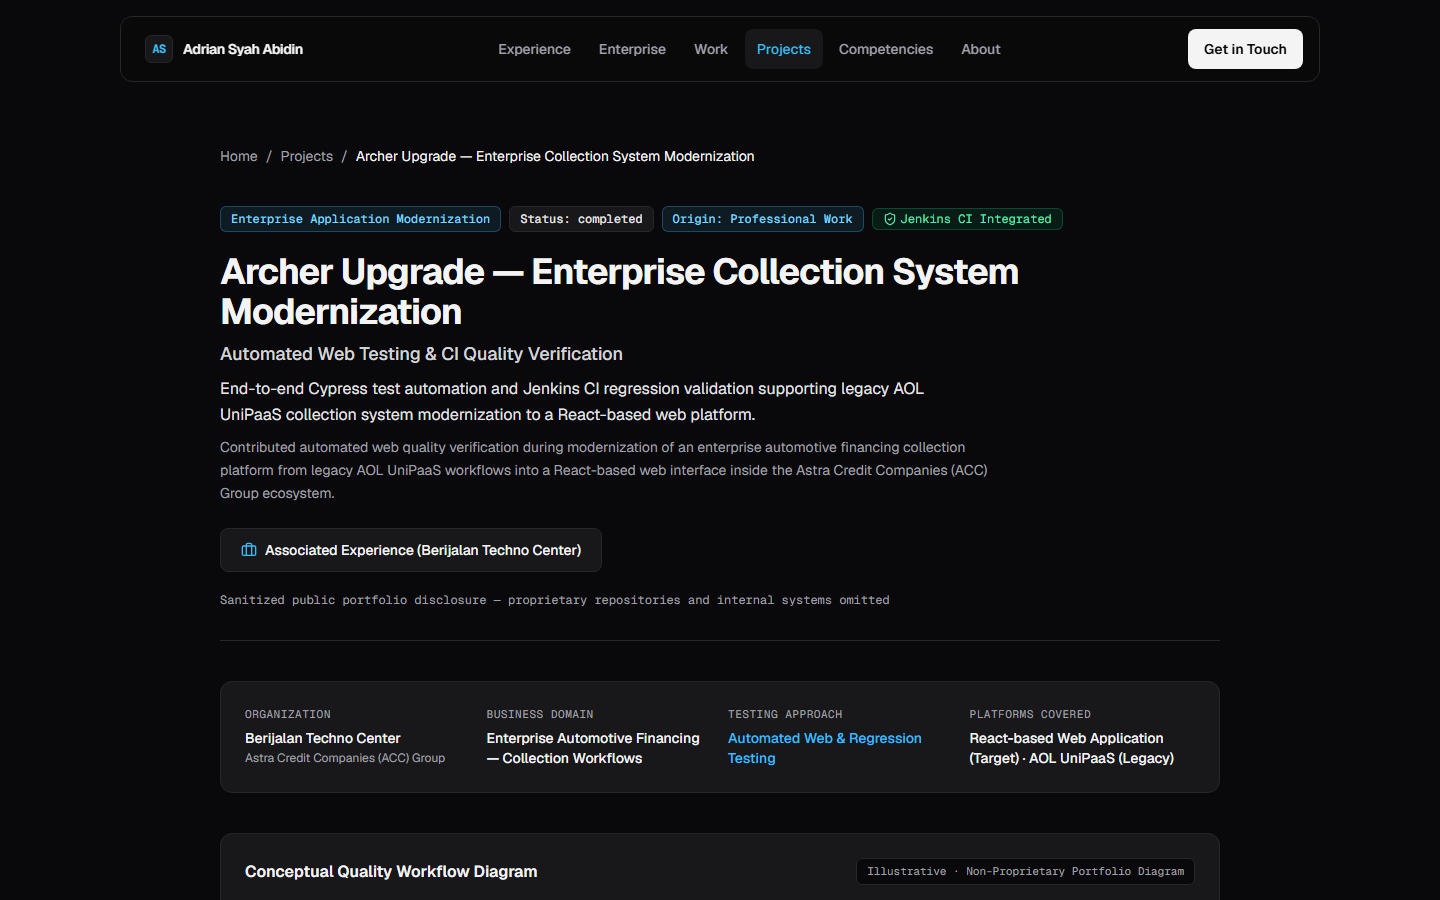 AS Adrian Syah Abidin Experience Enterprise Work Projects Competencies About Get in Touch
Home / Projects / Archer Upgrade — Enterprise Collection System Modernization
Enterprise Application Modernization Status: completed Origin: Professional Work Jenkins CI Integrated
Archer Upgrade — Enterprise Collection System
Modernization
Automated Web Testing & CI Quality Verification
End-to-end Cypress test automation and Jenkins CI regression validation supporting legacy AOL
UniPaaS collection system modernization to a React-based web platform.
Contributed automated web quality verification during modernization of an enterprise automotive financing collection
platform from legacy AOL UniPaaS workflows into a React-based web interface inside the Astra Credit Companies (ACC)
Group ecosystem.
Associated Experience (Berijalan Techno Center)
Sanitized public portfolio disclosure — proprietary repositories and internal systems omitted
ORGANIZATION
Berijalan Techno Center
Astra Credit Companies (ACC) Group
BUSINESS DOMAIN
Enterprise Automotive Financing
— Collection Workflows
TESTING APPROACH
Automated Web & Regression
Testing
PLATFORMS COVERED
React-based Web Application
(Target) · AOL UniPaaS (Legacy)
Conceptual Quality Workflow Diagram
Illustrative · Non-Proprietary Portfolio Diagram